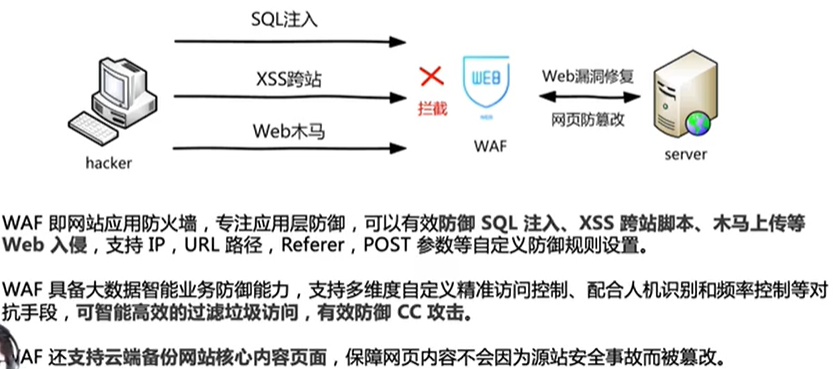 SQL注入
XSS跨站
Web木马
拦截
WEB
WAF
Web漏洞修复
网页防篡改
hacker
server
WAF 即网站应用防火墙，专注应用层防御，可以有效防御 SQL 注入、XSS 跨站脚本、木马上传等
Web 入侵，支持 IP，URL 路径，Referer，POST 参数等自定义防御规则设置。
WAF 具备大数据智能业务防御能力，支持多维度自定义精准访问控制、配合人机识别和频率控制等对
抗手段，可智能高效的过滤垃圾访问，有效防御 CC 攻击。
WAF 还支持云端备份网站核心内容页面，保障网页内容不会因为源站安全事故而被篡改。